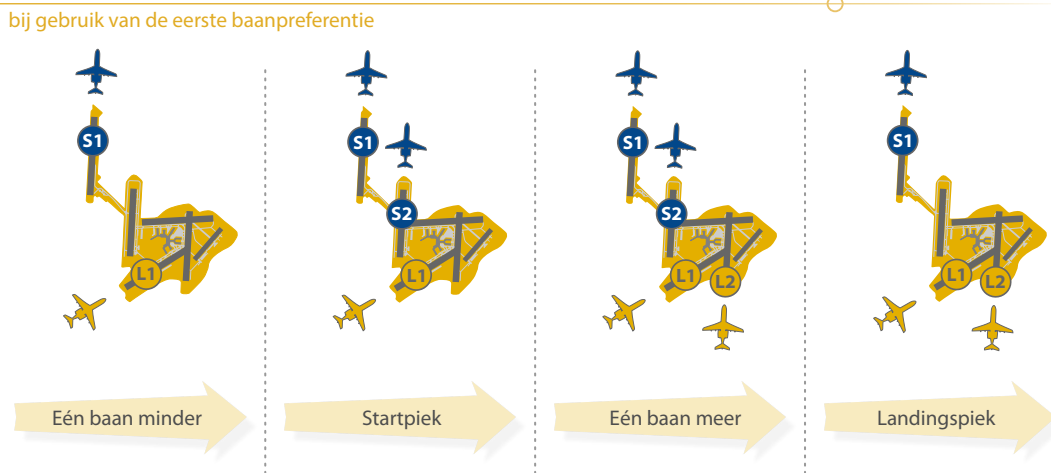 bij gebruik van de eerste baanpreferentie
S1
L1
Eén baan minder
S1
S2
L1
Startpiek
S1
S2
L1
L2
Eén baan meer
S1
L1
L2
Landingspiek